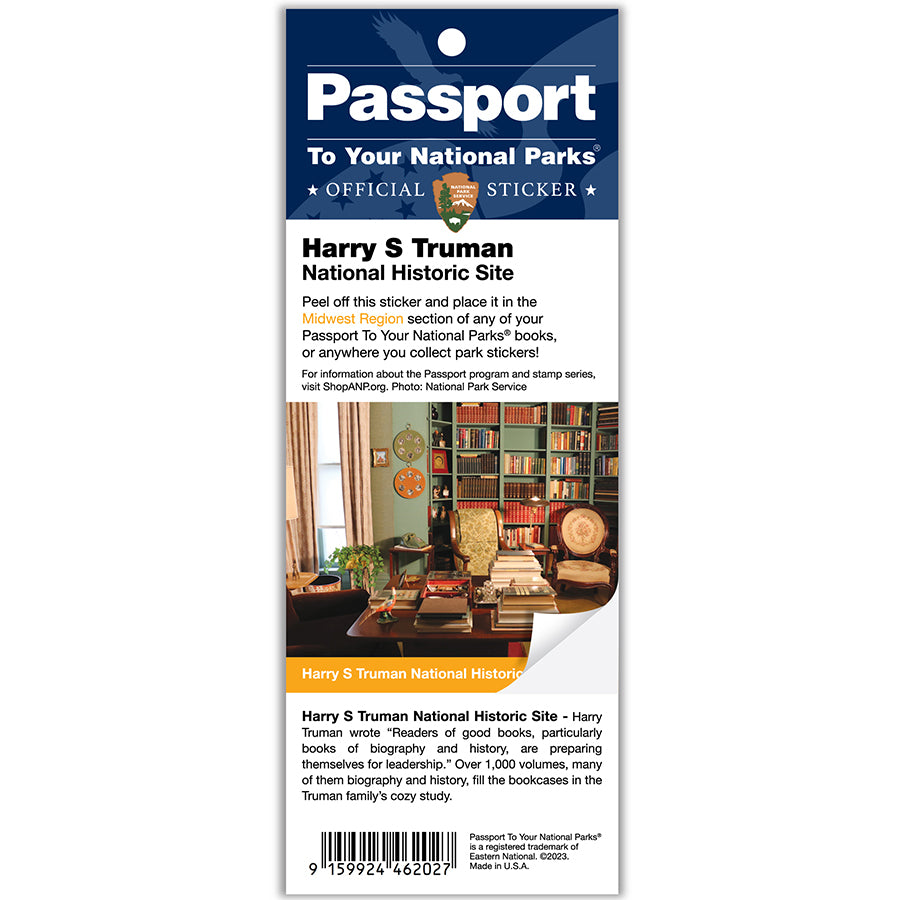 Passport
To Your National Parks®
★ OFFICIAL STICKER ★
NATIONAL
PARK
SERVICE
Harry S Truman
National Historic Site
Peel off this sticker and place it in the
Midwest Region section of any of your
Passport To Your National Parks® books,
or anywhere you collect park stickers!
For information about the Passport program and stamp series,
visit ShopANP.org. Photo: National Park Service
Harry S Truman National Historic
Harry S Truman National Historic Site - Harry
Truman wrote “Readers of good books, particularly
books of biography and history, are preparing
themselves for leadership.” Over 1,000 volumes, many
of them biography and history, fill the bookcases in the
Truman family’s cozy study.
9 159924 462027
Passport To Your National Parks®
is a registered trademark of
Eastern National. ©2023.
Made in U.S.A.